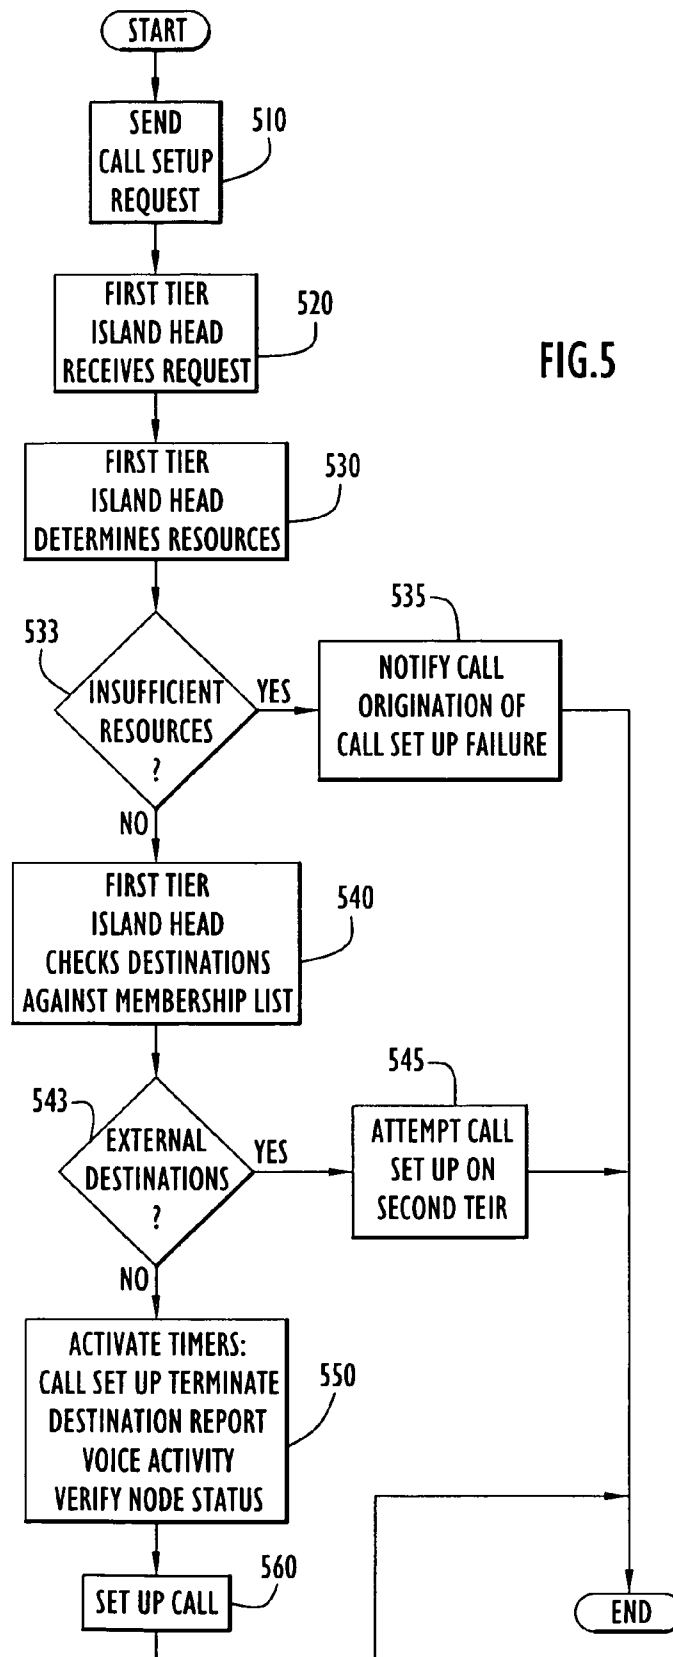 START
SEND
CALL SETUP
REQUEST
510
FIRST TIER
ISLAND HEAD
RECEIVES REQUEST
520
FIG.5
FIRST TIER
ISLAND HEAD
DETERMINES RESOURCES
530
533
INSUFFICIENT
RESOURCES
?
YES
535
NOTIFY CALL
ORIGINATION OF
CALL SET UP FAILURE
NO
FIRST TIER
ISLAND HEAD
CHECKS DESTINATIONS
AGAINST MEMBERSHIP LIST
540
543
EXTERNAL
DESTINATIONS
?
YES
545
ATTEMPT CALL
SET UP ON
SECOND TEIR
NO
ACTIVATE TIMERS:
CALL SET UP TERMINATE
DESTINATION REPORT
VOICE ACTIVITY
VERIFY NODE STATUS
550
SET UP CALL
560
END